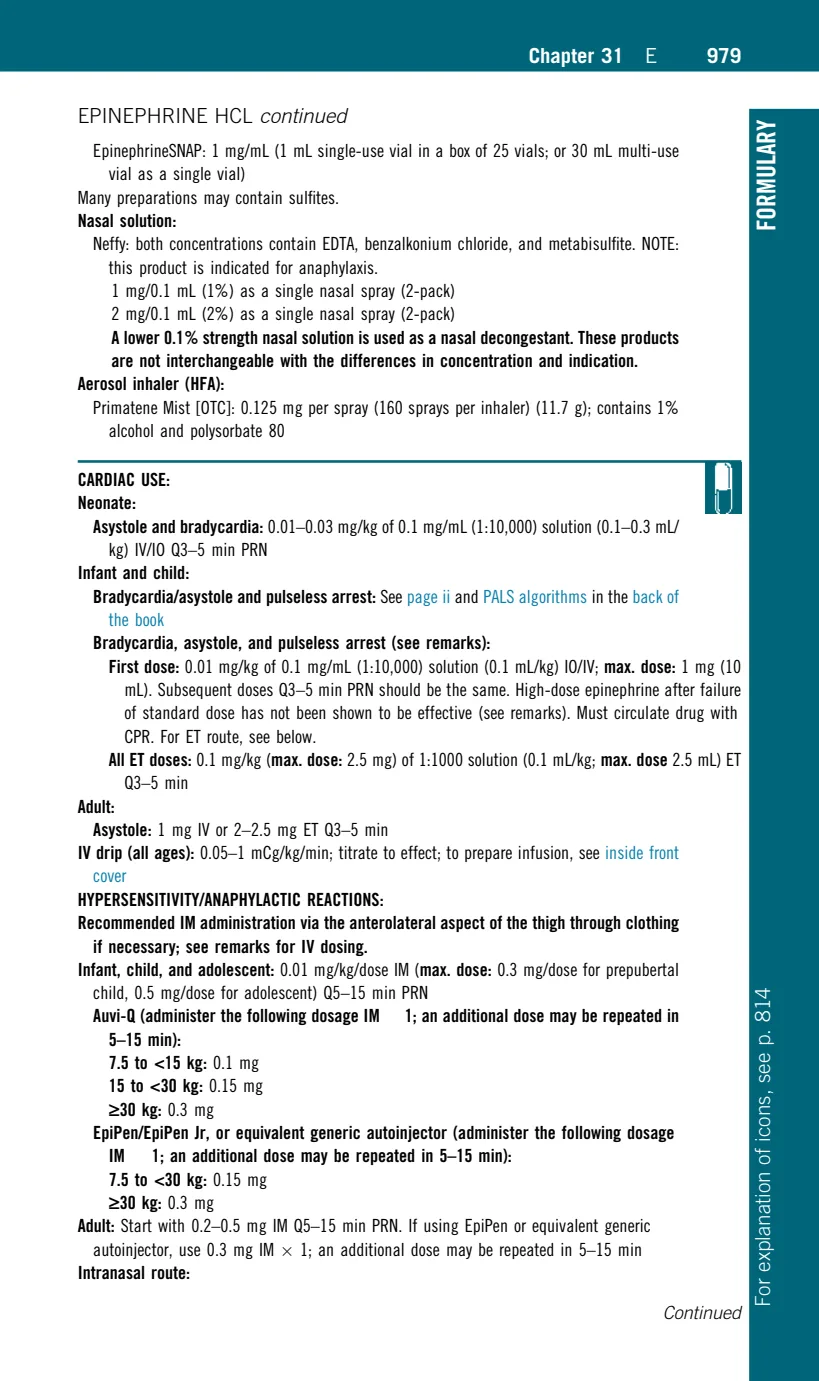 Chapter 31 E 979
EPINEPHRINE HCL continued
EpinephrineSNAP: 1 mg/mL (1 mL single-use vial in a box of 25 vials; or 30 mL multi-use
vial as a single vial)
Many preparations may contain sulfites.
Nasal solution:
Neffy: both concentrations contain EDTA, benzalkonium chloride, and metabisulfite. NOTE:
this product is indicated for anaphylaxis.
1 mg/0.1 mL (1%) as a single nasal spray (2-pack)
2 mg/0.1 mL (2%) as a single nasal spray (2-pack)
A lower 0.1% strength nasal solution is used as a nasal decongestant. These products
are not interchangeable with the differences in concentration and indication.
Aerosol inhaler (HFA):
Primatene Mist [OTC]: 0.125 mg per spray (160 sprays per inhaler) (11.7 g); contains 1%
alcohol and polysorbate 80
CARDIAC USE:
Neonate:
Asystole and bradycardia: 0.01–0.03 mg/kg of 0.1 mg/mL (1:10,000) solution (0.1–0.3 mL/
kg) IV/IO Q3–5 min PRN
Infant and child:
Bradycardia/asystole and pulseless arrest: See page ii and PALS algorithms in the back of
the book
Bradycardia, asystole, and pulseless arrest (see remarks):
First dose: 0.01 mg/kg of 0.1 mg/mL (1:10,000) solution (0.1 mL/kg) IO/IV; max. dose: 1 mg (10
mL). Subsequent doses Q3–5 min PRN should be the same. High-dose epinephrine after failure
of standard dose has not been shown to be effective (see remarks). Must circulate drug with
CPR. For ET route, see below.
All ET doses: 0.1 mg/kg (max. dose: 2.5 mg) of 1:1000 solution (0.1 mL/kg; max. dose 2.5 mL) ET
Q3–5 min
Adult:
Asystole: 1 mg IV or 2–2.5 mg ET Q3–5 min
IV drip (all ages): 0.05–1 mCg/kg/min; titrate to effect; to prepare infusion, see inside front
cover
HYPERSENSITIVITY/ANAPHYLACTIC REACTIONS:
Recommended IM administration via the anterolateral aspect of the thigh through clothing
if necessary; see remarks for IV dosing.
Infant, child, and adolescent: 0.01 mg/kg/dose IM (max. dose: 0.3 mg/dose for prepubertal
child, 0.5 mg/dose for adolescent) Q5–15 min PRN
Auvi-Q (administer the following dosage IM 1; an additional dose may be repeated in
5–15 min):
7.5 to <15 kg: 0.1 mg
15 to <30 kg: 0.15 mg
≥30 kg: 0.3 mg
EpiPen/EpiPen Jr, or equivalent generic autoinjector (administer the following dosage
IM 1; an additional dose may be repeated in 5–15 min):
7.5 to <30 kg: 0.15 mg
≥30 kg: 0.3 mg
Adult: Start with 0.2–0.5 mg IM Q5–15 min PRN. If using EpiPen or equivalent generic
autoinjector, use 0.3 mg IM × 1; an additional dose may be repeated in 5–15 min
Intranasal route:
Continued
FORMULARY
For explanation of icons, see p. 814